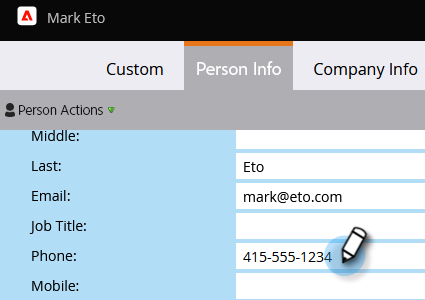 Mark Eto
Custom Person Info Company Info
Person Actions
Middle:
Last: Eto
Email: mark@eto.com
Job Title:
Phone: 415-555-1234
Mobile: